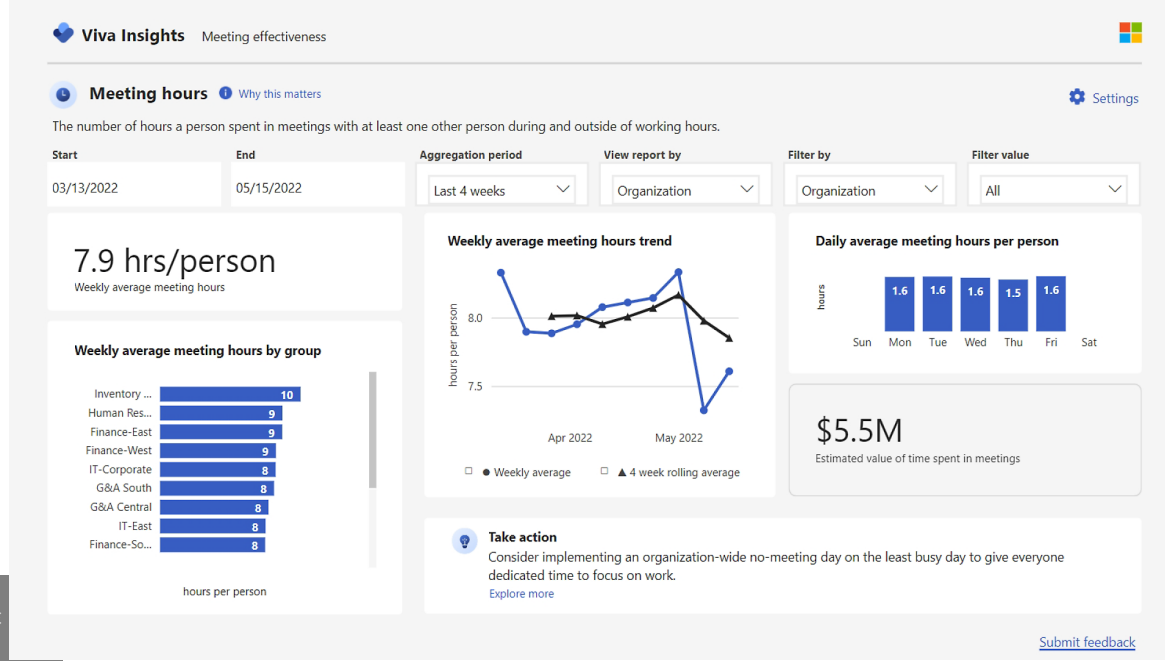 Viva Insights Meeting effectiveness
Meeting hours Why this matters
Settings
The number of hours a person spent in meetings with at least one other person during and outside of working hours.
Start
03/13/2022
End
05/15/2022
Aggregation period
Last 4 weeks
View report by
Organization
Filter by
Organization
Filter value
All
7.9 hrs/person
Weekly average meeting hours
Weekly average meeting hours by group
Inventory ... 10
Human Res... 9
Finance-East 9
Finance-West 9
IT-Corporate 8
G&A South 8
G&A Central 8
IT-East 8
Finance-So... 8
hours per person
Weekly average meeting hours trend
hours per person
8.0
7.5
Apr 2022 May 2022
Weekly average 4 week rolling average
Daily average meeting hours per person
hours
1.6 1.6 1.6 1.5 1.6
Sun Mon Tue Wed Thu Fri Sat
$5.5M
Estimated value of time spent in meetings
Take action
Consider implementing an organization-wide no-meeting day on the least busy day to give everyone
dedicated time to focus on work.
Explore more
Submit feedback